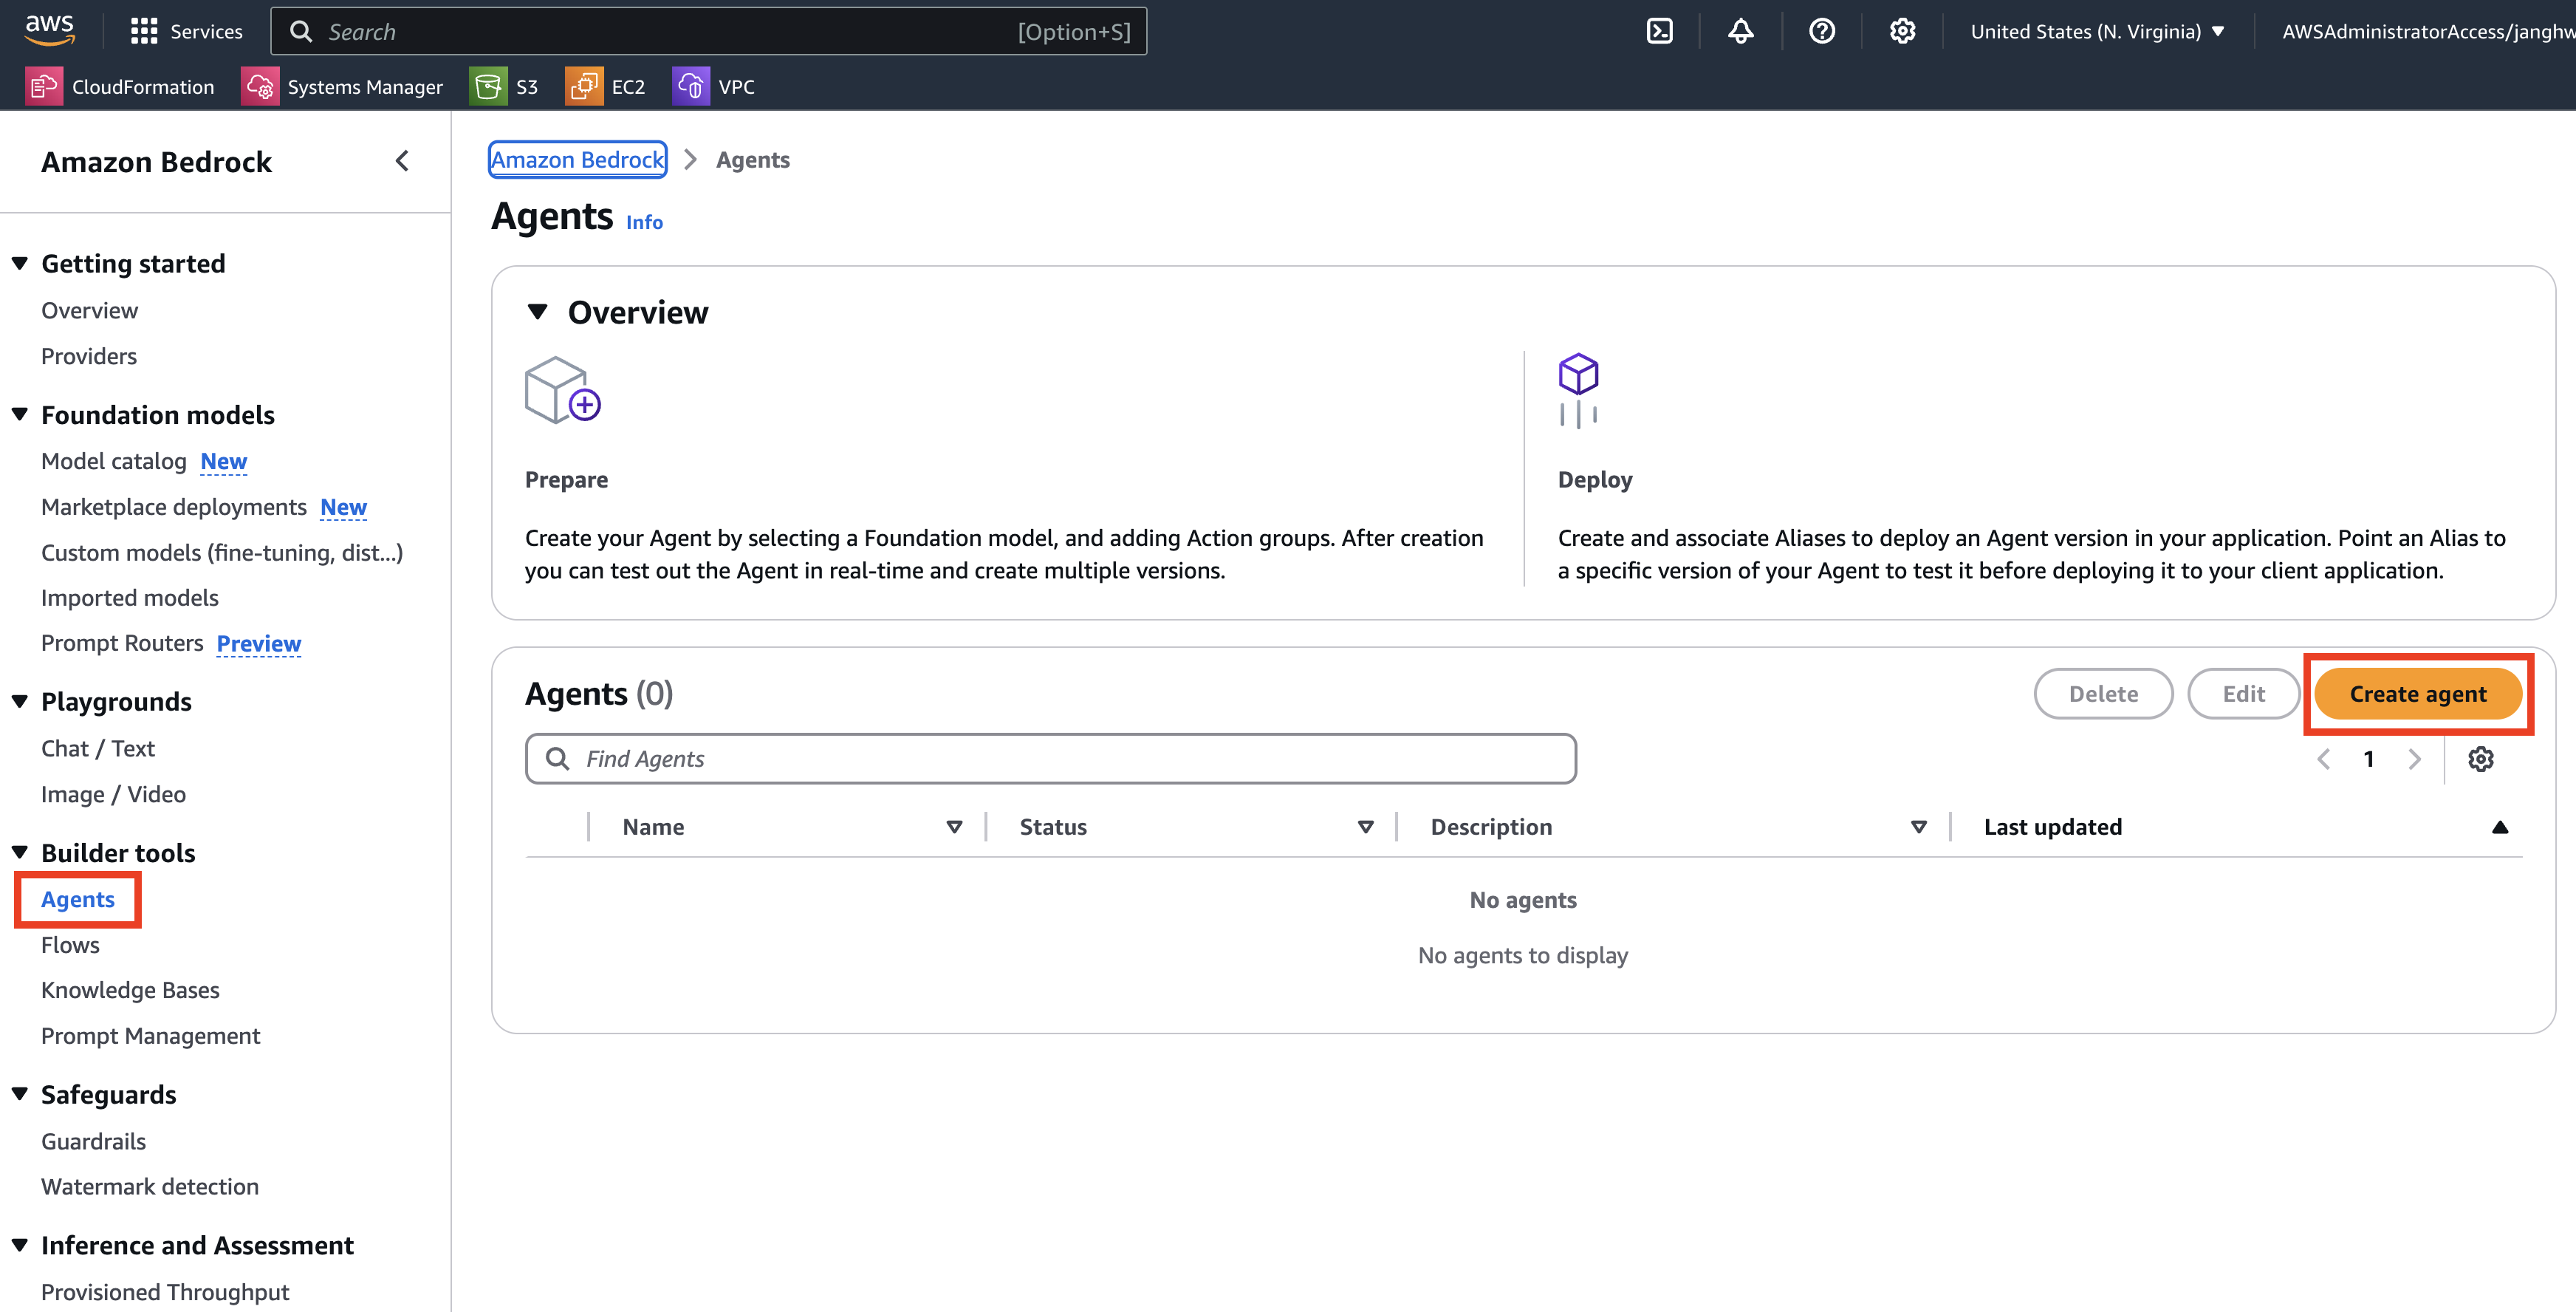 aws
Services
Search
[Option+S]
United States (N. Virginia)
AWSAdministratorAccess/janghw
CloudFormation
Systems Manager
S3
EC2
VPC
Amazon Bedrock
Getting started
Overview
Providers
Foundation models
Model catalog New
Marketplace deployments New
Custom models (fine-tuning, dist...)
Imported models
Prompt Routers Preview
Playgrounds
Chat / Text
Image / Video
Builder tools
Agents
Flows
Knowledge Bases
Prompt Management
Safeguards
Guardrails
Watermark detection
Inference and Assessment
Provisioned Throughput
Amazon Bedrock
Agents
Agents Info
Overview
Prepare
Create your Agent by selecting a Foundation model, and adding Action groups. After creation
you can test out the Agent in real-time and create multiple versions.
Deploy
Create and associate Aliases to deploy an Agent version in your application. Point an Alias to
a specific version of your Agent to test it before deploying it to your client application.
Agents (0)
Delete
Edit
Create agent
Find Agents
1
Name
Status
Description
Last updated
No agents
No agents to display